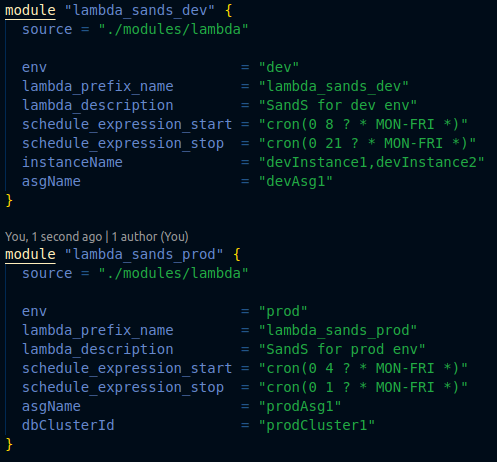 module "lambda_sands_dev" {
  source = "./modules/lambda"

  env                       = "dev"
  lambda_prefix_name        = "lambda_sands_dev"
  lambda_description        = "SandS for dev env"
  schedule_expression_start = "cron(0 8 ? * MON-FRI *)"
  schedule_expression_stop  = "cron(0 21 ? * MON-FRI *)"
  instanceName              = "devInstance1,devInstance2"
  asgName                   = "devAsg1"
}

You, 1 second ago | 1 author (You)
module "lambda_sands_prod" {
  source = "./modules/lambda"

  env                       = "prod"
  lambda_prefix_name        = "lambda_sands_prod"
  lambda_description        = "SandS for prod env"
  schedule_expression_start = "cron(0 4 ? * MON-FRI *)"
  schedule_expression_stop  = "cron(0 1 ? * MON-FRI *)"
  asgName                   = "prodAsg1"
  dbClusterId               = "prodCluster1"
}